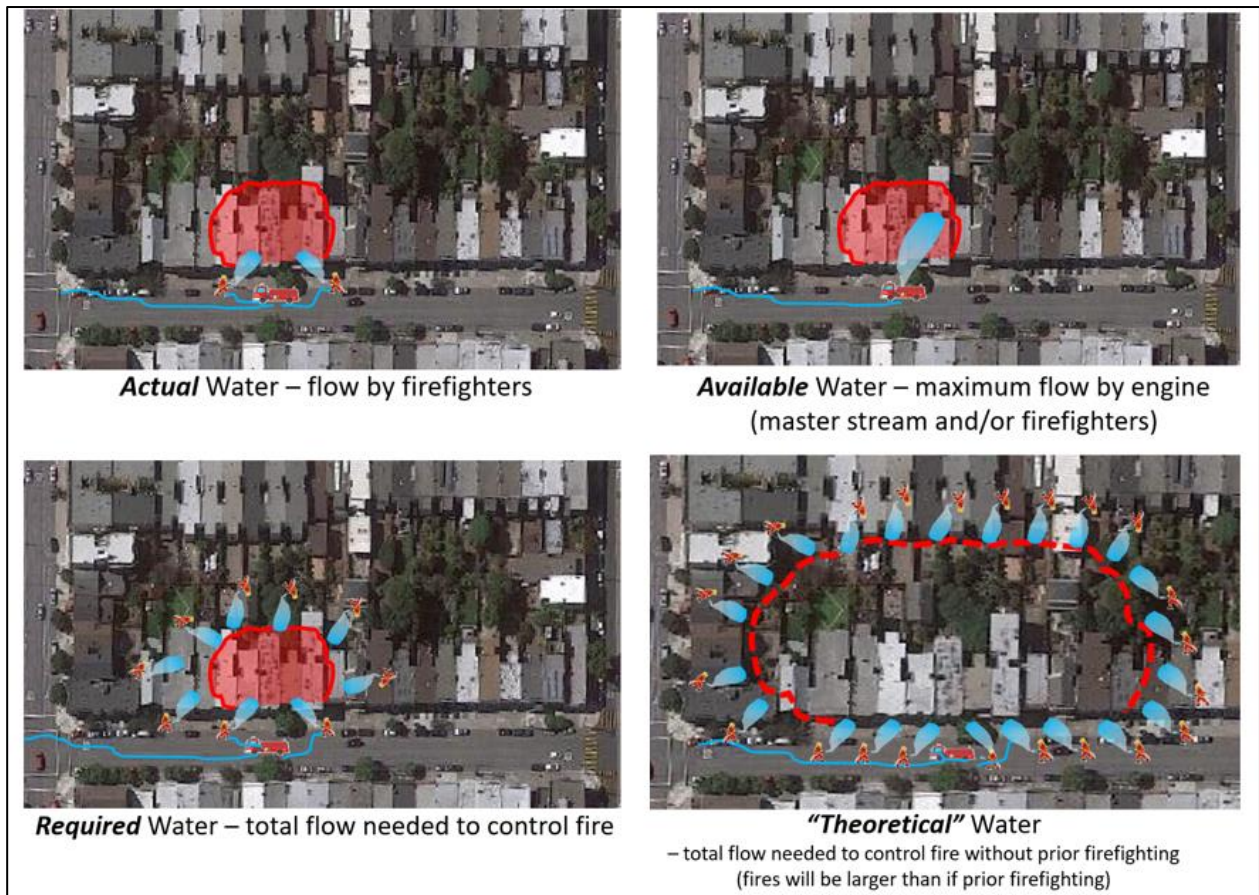 Actual Water – flow by firefighters
Available Water – maximum flow by engine
(master stream and/or firefighters)
Required Water – total flow needed to control fire
“Theoretical” Water
– total flow needed to control fire without prior firefighting
(fires will be larger than if prior firefighting)